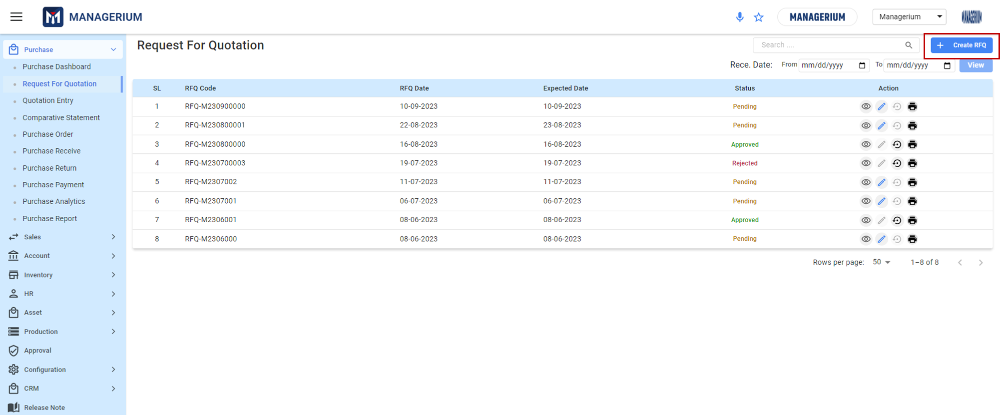 MANAGERIUM
MANAGERIUM
Managerium
MANAGERIUM
Purchase
Purchase Dashboard
Request For Quotation
Quotation Entry
Comparative Statement
Purchase Order
Purchase Receive
Purchase Return
Purchase Payment
Purchase Analytics
Purchase Report
Sales
Account
Inventory
HR
Asset
Production
Approval
Configuration
CRM
Release Note
Request For Quotation
Search ....
+ Create RFQ
Rece. Date: From mm/dd/yyyy To mm/dd/yyyy View
SL RFQ Code RFQ Date Expected Date Status Action
1 RFQ-M230900000 10-09-2023 10-09-2023 Pending
2 RFQ-M230800001 22-08-2023 23-08-2023 Pending
3 RFQ-M230800000 16-08-2023 16-08-2023 Approved
4 RFQ-M230700003 19-07-2023 19-07-2023 Rejected
5 RFQ-M2307002 11-07-2023 11-07-2023 Pending
6 RFQ-M2307001 06-07-2023 06-07-2023 Pending
7 RFQ-M2306001 08-06-2023 08-06-2023 Approved
8 RFQ-M2306000 08-06-2023 08-06-2023 Pending
Rows per page: 50 1–8 of 8